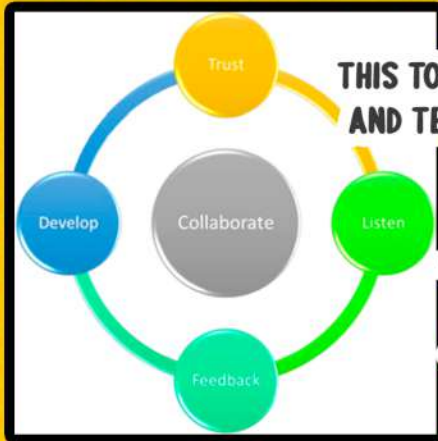 Trust
THIS TO
AND TE
Develop
Collaborate
Listen
Feedback